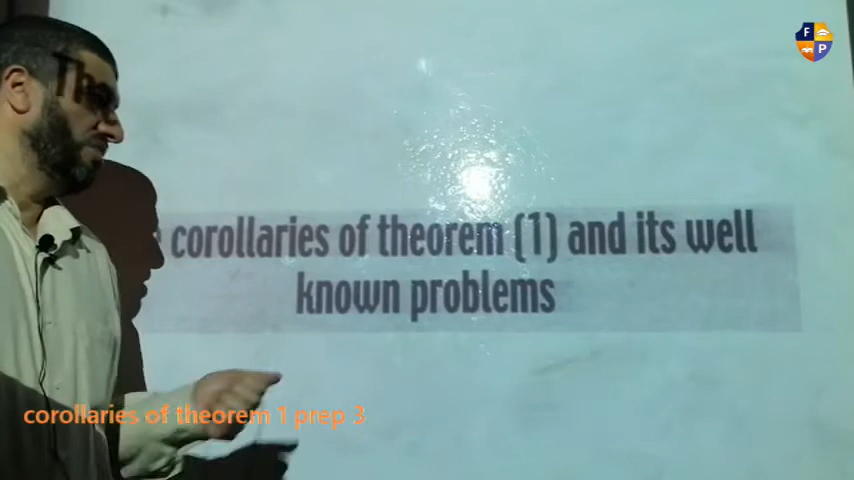 F
P
corollaries of theorem (1) and its well
known problems
corollaries of theorem 1 prep 3